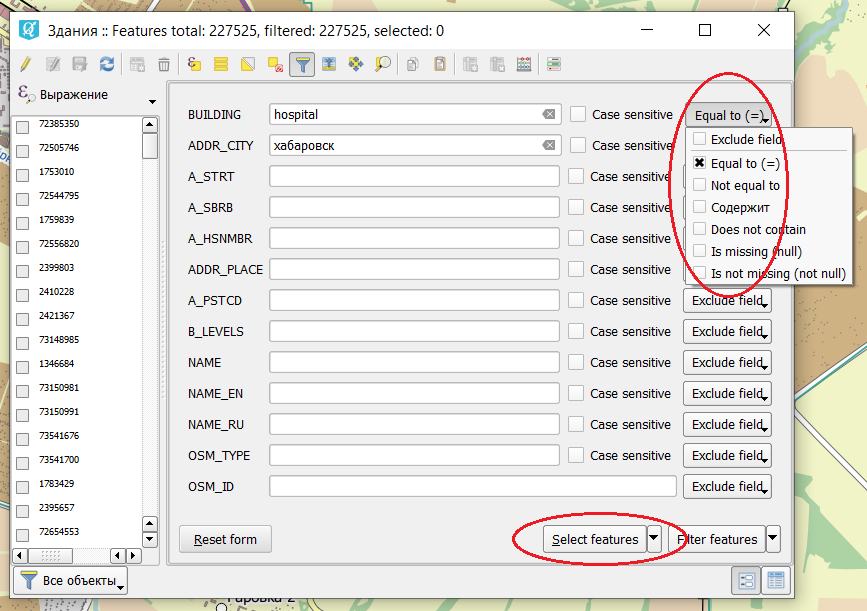 Здания :: Features total: 227525, filtered: 227525, selected: 0
Выражение
72385350
72505746
1753010
72544795
1759839
72556820
2399803
2410228
2421367
73148985
1346684
73150981
73150991
73541676
73541700
1783429
2395657
72654553
Все объекты
BUILDING hospital Case sensitive Equal to (=)
ADDR_CITY хабаровск Case sensitive
A_STRT Case sensitive
A_SBRB Case sensitive
A_HSNMBR Case sensitive
ADDR_PLACE Case sensitive
A_PSTCD Case sensitive Exclude field
B_LEVELS Case sensitive Exclude field
NAME Case sensitive Exclude field
NAME_EN Case sensitive Exclude field
NAME_RU Case sensitive Exclude field
OSM_TYPE Case sensitive Exclude field
OSM_ID Exclude field
Exclude field
Equal to (=)
Not equal to
Содержит
Does not contain
Is missing (null)
Is not missing (not null)
Reset form Select features Filter features